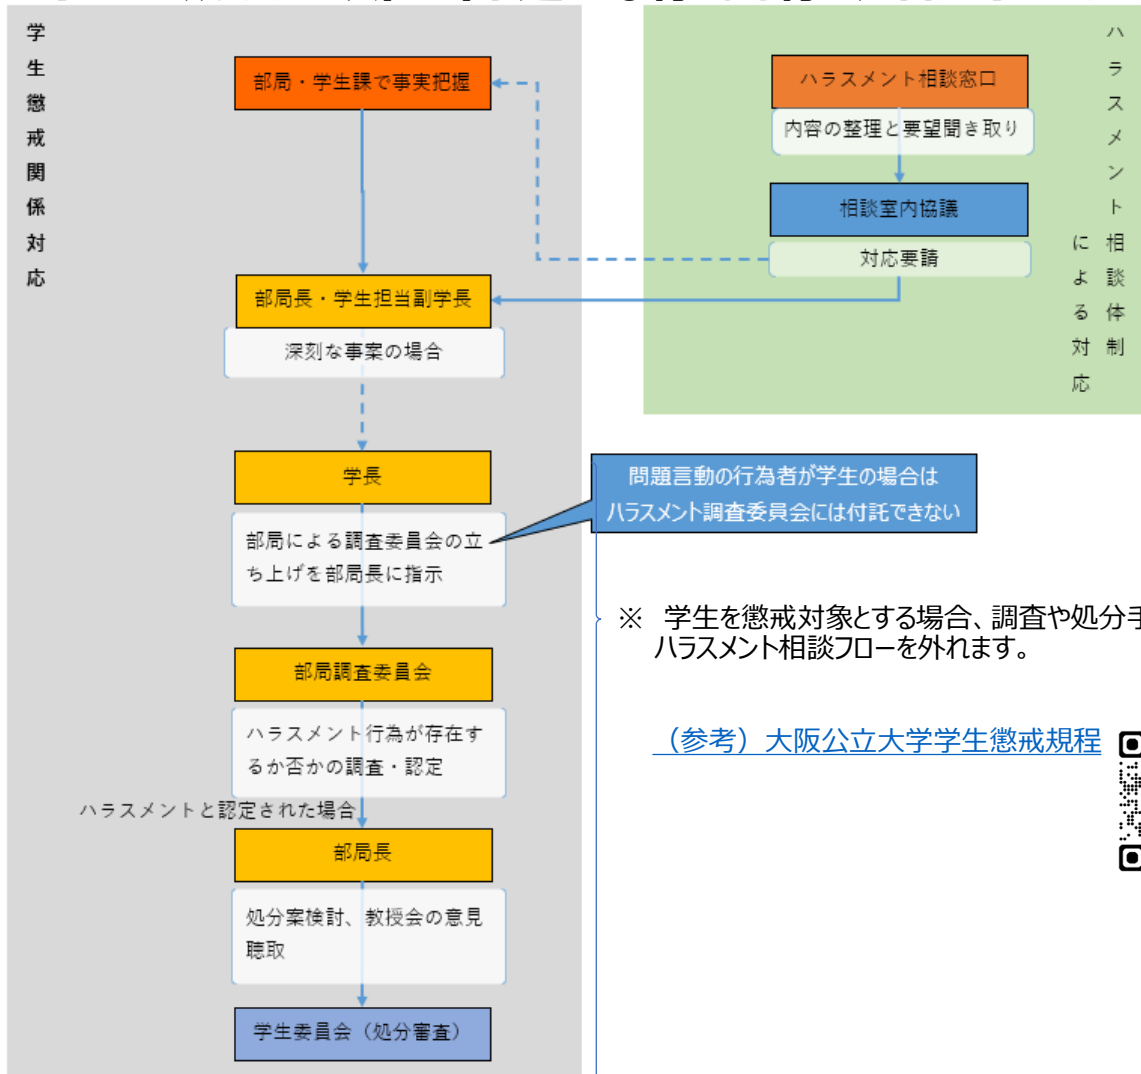 学生懲戒関係対応
部局・学生課で事実把握
部局長・学生担当副学長
深刻な事案の場合
学長
部局による調査委員会の立
ち上げを部局長に指示
部局調査委員会
ハラスメント行為が存在す
るか否かの調査・認定
ハラスメントと認定された場合
部局長
処分案検討、教授会の意見
聴取
学生委員会（処分審査）
ハラスメント相談体制
による対応
ハラスメント相談窓口
内容の整理と要望聞き取り
相談室内協議
対応要請
問題言動の行為者が学生の場合は
ハラスメント調査委員会には付託できない
※　学生を懲戒対象とする場合、調査や処分手
ハラスメント相談フローを外れます。
（参考）大阪公立大学学生懲戒規程